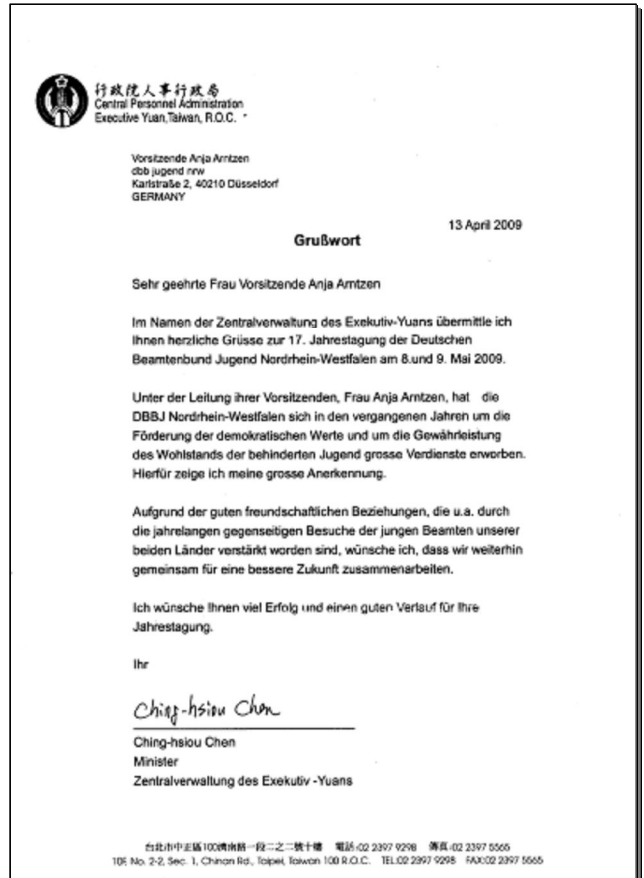 行政院人事行政局
Central Personnel Administration
Executive Yuan,Taiwan, R.O.C.
Vorsitzende Anja Arntzen
dbb jugend nrw
Karlstraße 2, 40210 Düsseldorf
GERMANY
13 April 2009
Grußwort
Sehr geehrte Frau Vorsitzende Anja Arntzen
Im Namen der Zentralverwaltung des Exekutiv-Yuans übermittle ich
Ihnen herzliche Grüsse zur 17. Jahrestagung der Deutschen
Beamtenbund Jugend Nordrhein-Westfalen am 8.und 9. Mai 2009.
Unter der Leitung ihrer Vorsitzenden, Frau Anja Arntzen, hat die
DBBJ Nordrhein-Westfalen sich in den vergangenen Jahren um die
Förderung der demokratischen Werte und um die Gewährleistung
des Wohlstands der behinderten Jugend grosse Verdienste erworben.
Hierfür zeige ich meine grosse Anerkennung.
Aufgrund der guten freundschaftlichen Beziehungen, die u.a. durch
die jahrelangen gegenseitigen Besuche der jungen Beamten unserer
beiden Länder verstärkt worden sind, wünsche ich, dass wir weiterhin
gemeinsam für eine bessere Zukunft zusammenarbeiten.
Ich wünsche Ihnen viel Erfolg und einen guten Verlauf für Ihre
Jahrestagung.
Ihr
Ching-hsiou Chen
Ching-hsiou Chen
Minister
Zentralverwaltung des Exekutiv -Yuans
台北市中正區100濟南路一段二之二號十樓 電話:02 2397 9298 傳真:02 2397 5565
10F, No. 2-2, Sec. 1, Chinan Rd., Taipei, Taiwan 100 R.O.C. TEL:02 2397 9298 FAX:02 2397 5565